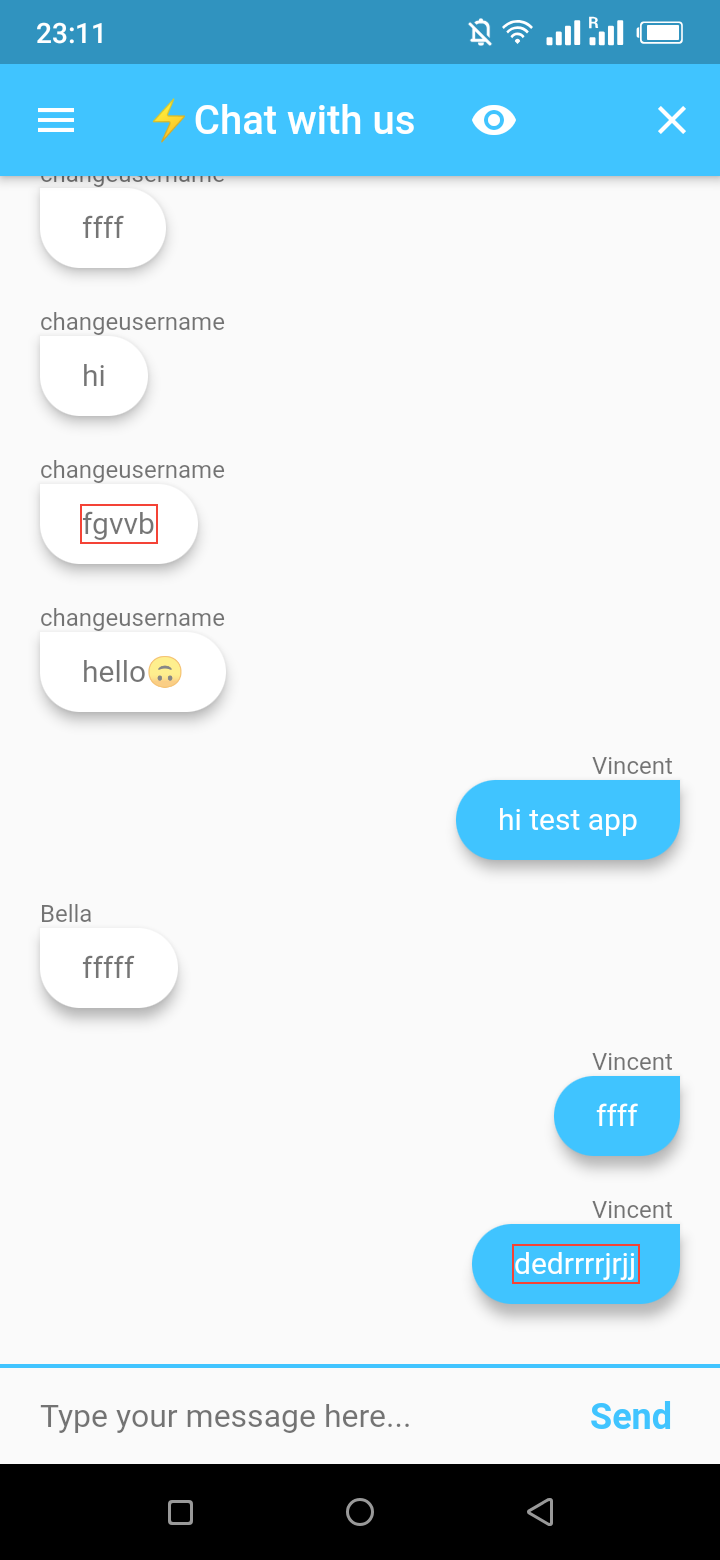 23:11
R
⚡Chat with us
changeusername
ffff
changeusername
hi
changeusername
fgvvb
changeusername
hello🙃
Vincent
hi test app
Bella
fffff
Vincent
ffff
Vincent
dedrrrrjrjj
Type your message here...
Send